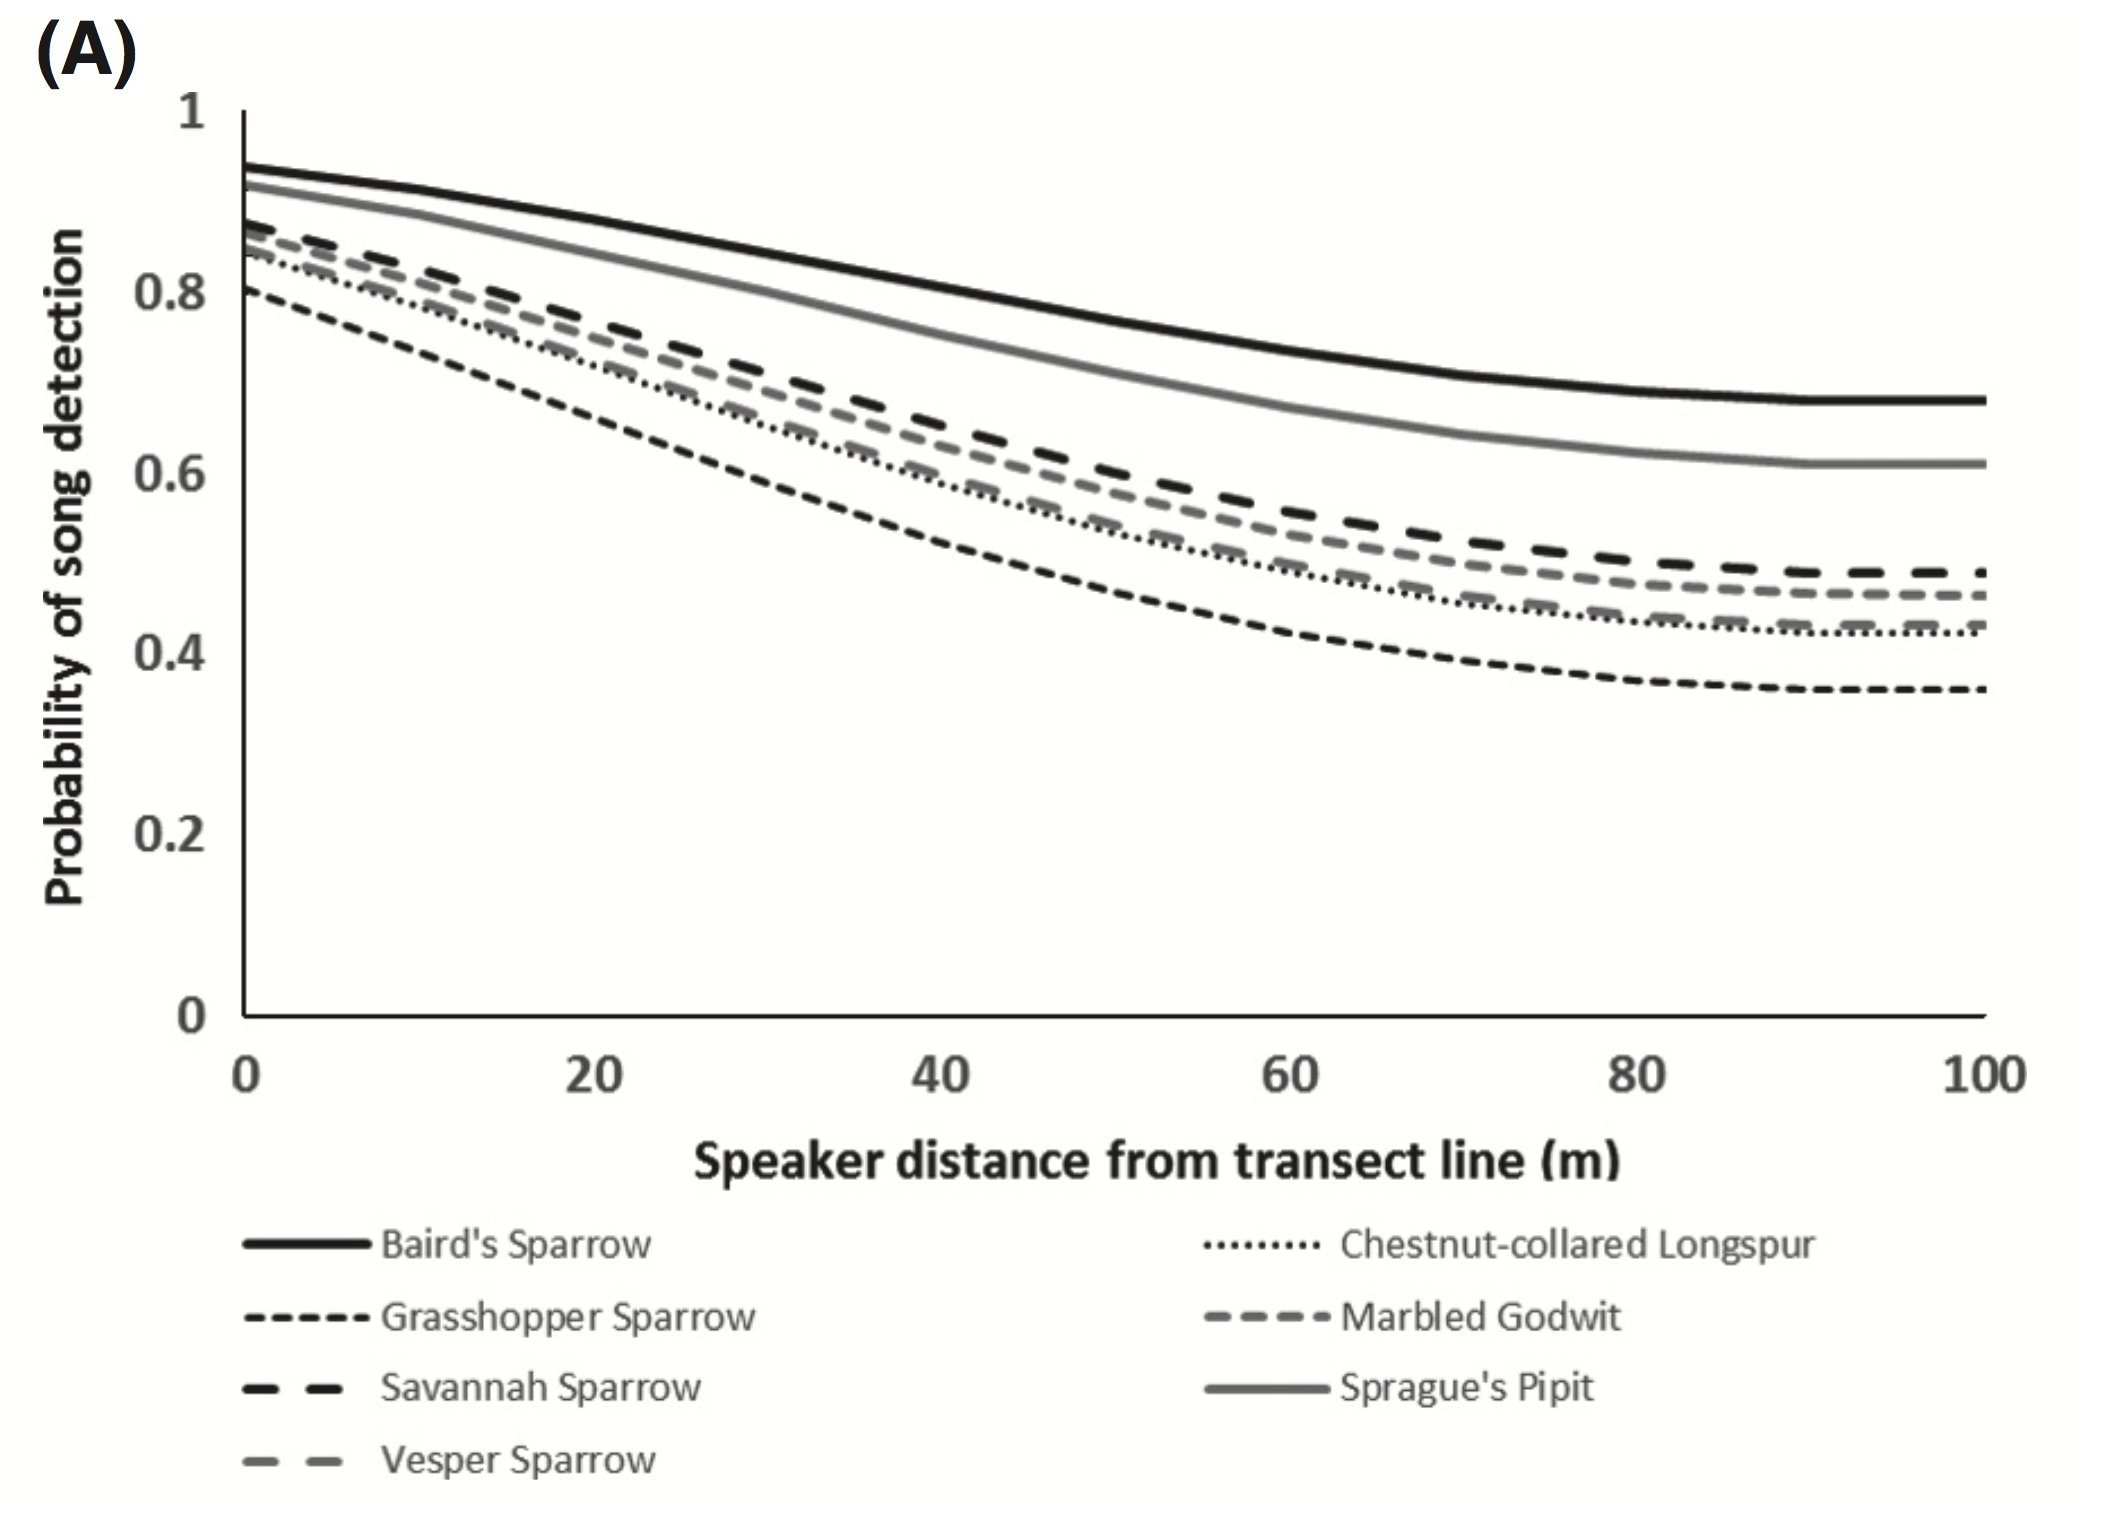 (A)
Probability of song detection
1
0.8
0.6
0.4
0.2
0
0 20 40 60 80 100
Speaker distance from transect line (m)
Baird's Sparrow
Chestnut-collared Longspur
Grasshopper Sparrow
Marbled Godwit
Savannah Sparrow
Sprague's Pipit
Vesper Sparrow